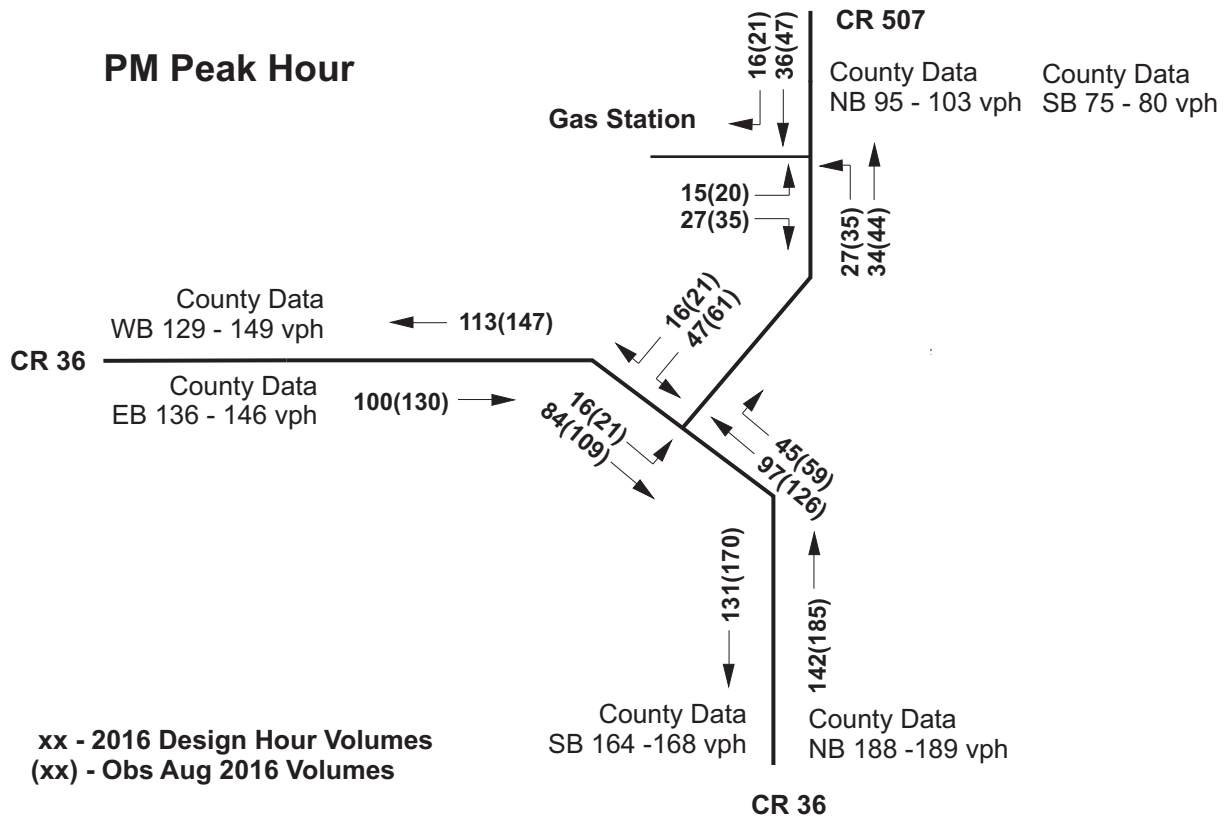 PM Peak Hour
16(21)
36(47)
CR 507
County Data
NB 95 - 103 vph
County Data
SB 75 - 80 vph
Gas Station
15(20)
27(35)
27(35)
34(44)
County Data
WB 129 - 149 vph
113(147)
16(21)
47(61)
CR 36
County Data
EB 136 - 146 vph
100(130)
16(21)
84(109)
45(59)
97(126)
131(170)
142(185)
County Data
SB 164 -168 vph
County Data
NB 188 -189 vph
xx - 2016 Design Hour Volumes
(xx) - Obs Aug 2016 Volumes
CR 36